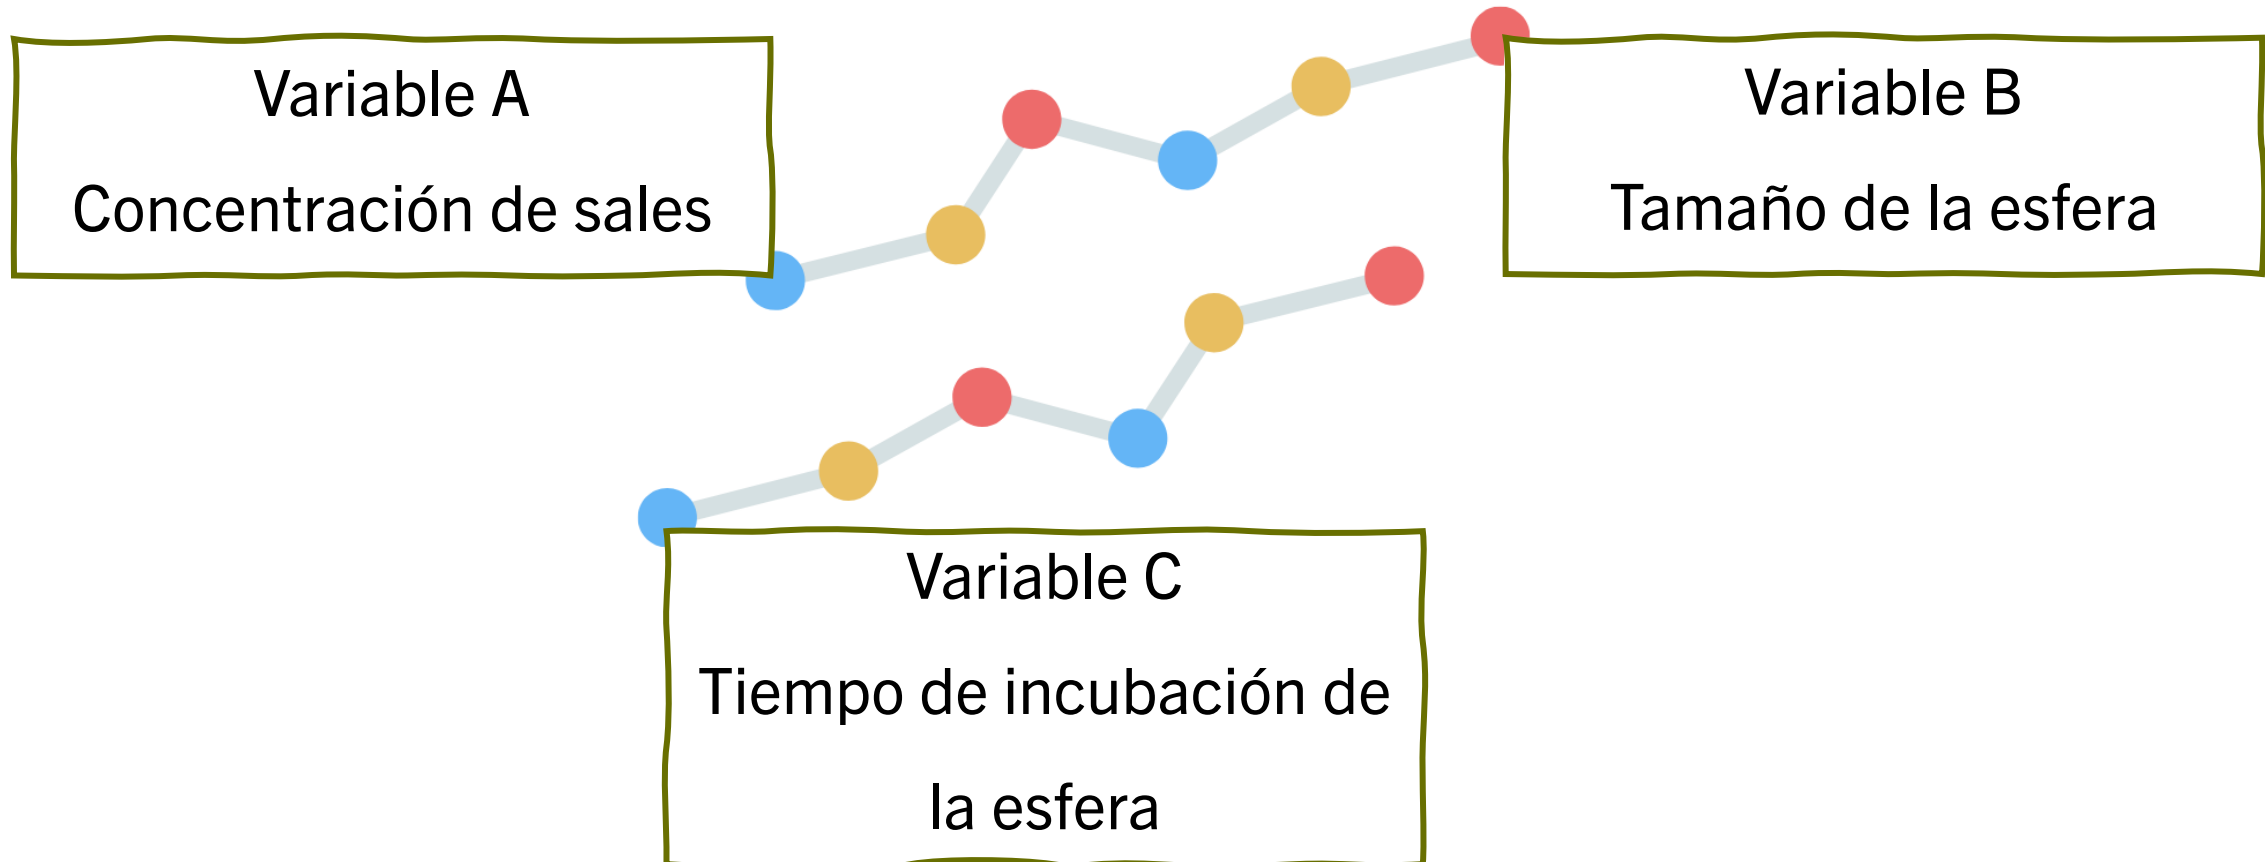 Variable A
Concentración de sales
Variable B
Tamaño de la esfera
Variable C
Tiempo de incubación de
la esfera